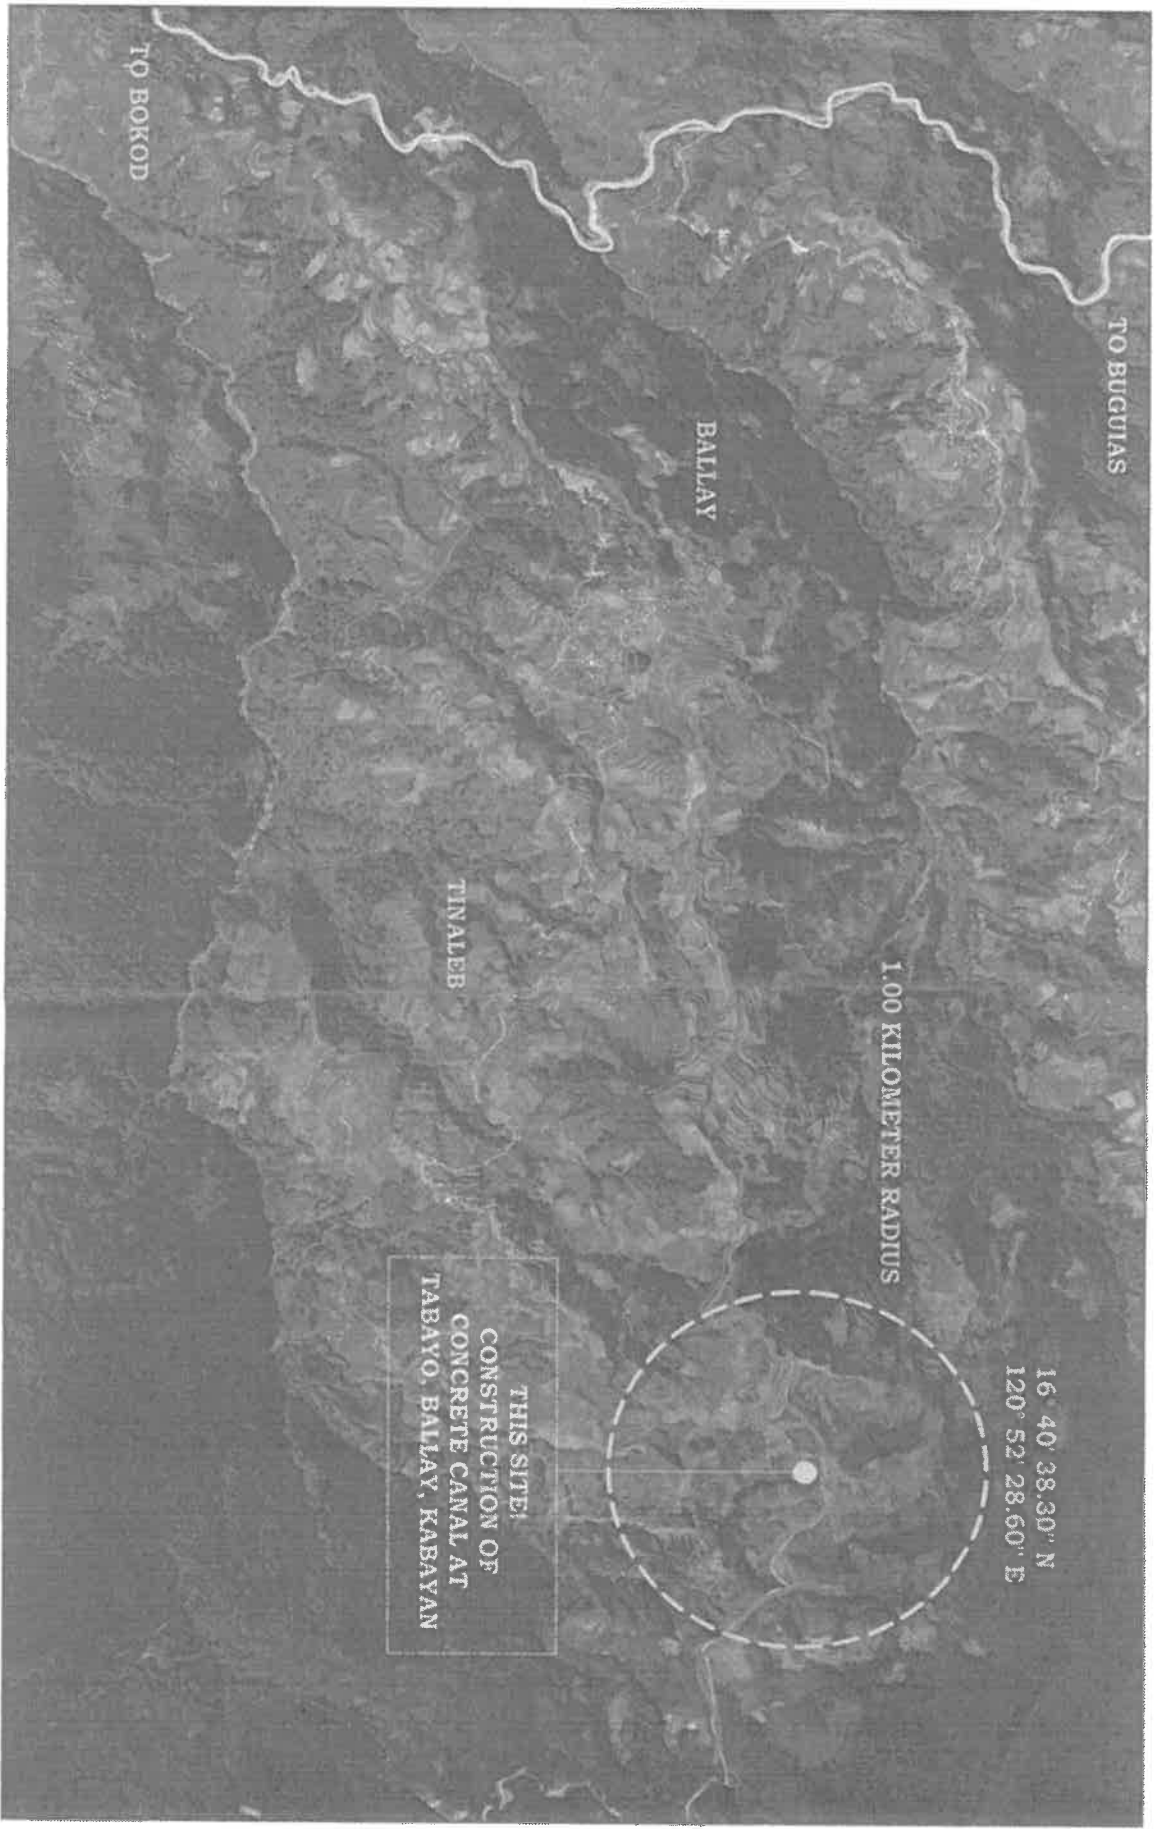 TO BUGUIAS
TO BOKOD
BALLAY
TINALEB
1.00 KILOMETER RADIUS
16° 40' 38.30" N
120° 52' 28.60" E
THIS SITE!
CONSTRUCTION OF
CONCRETE CANAL AT
TABAYO, BALLAY, KABAYAN